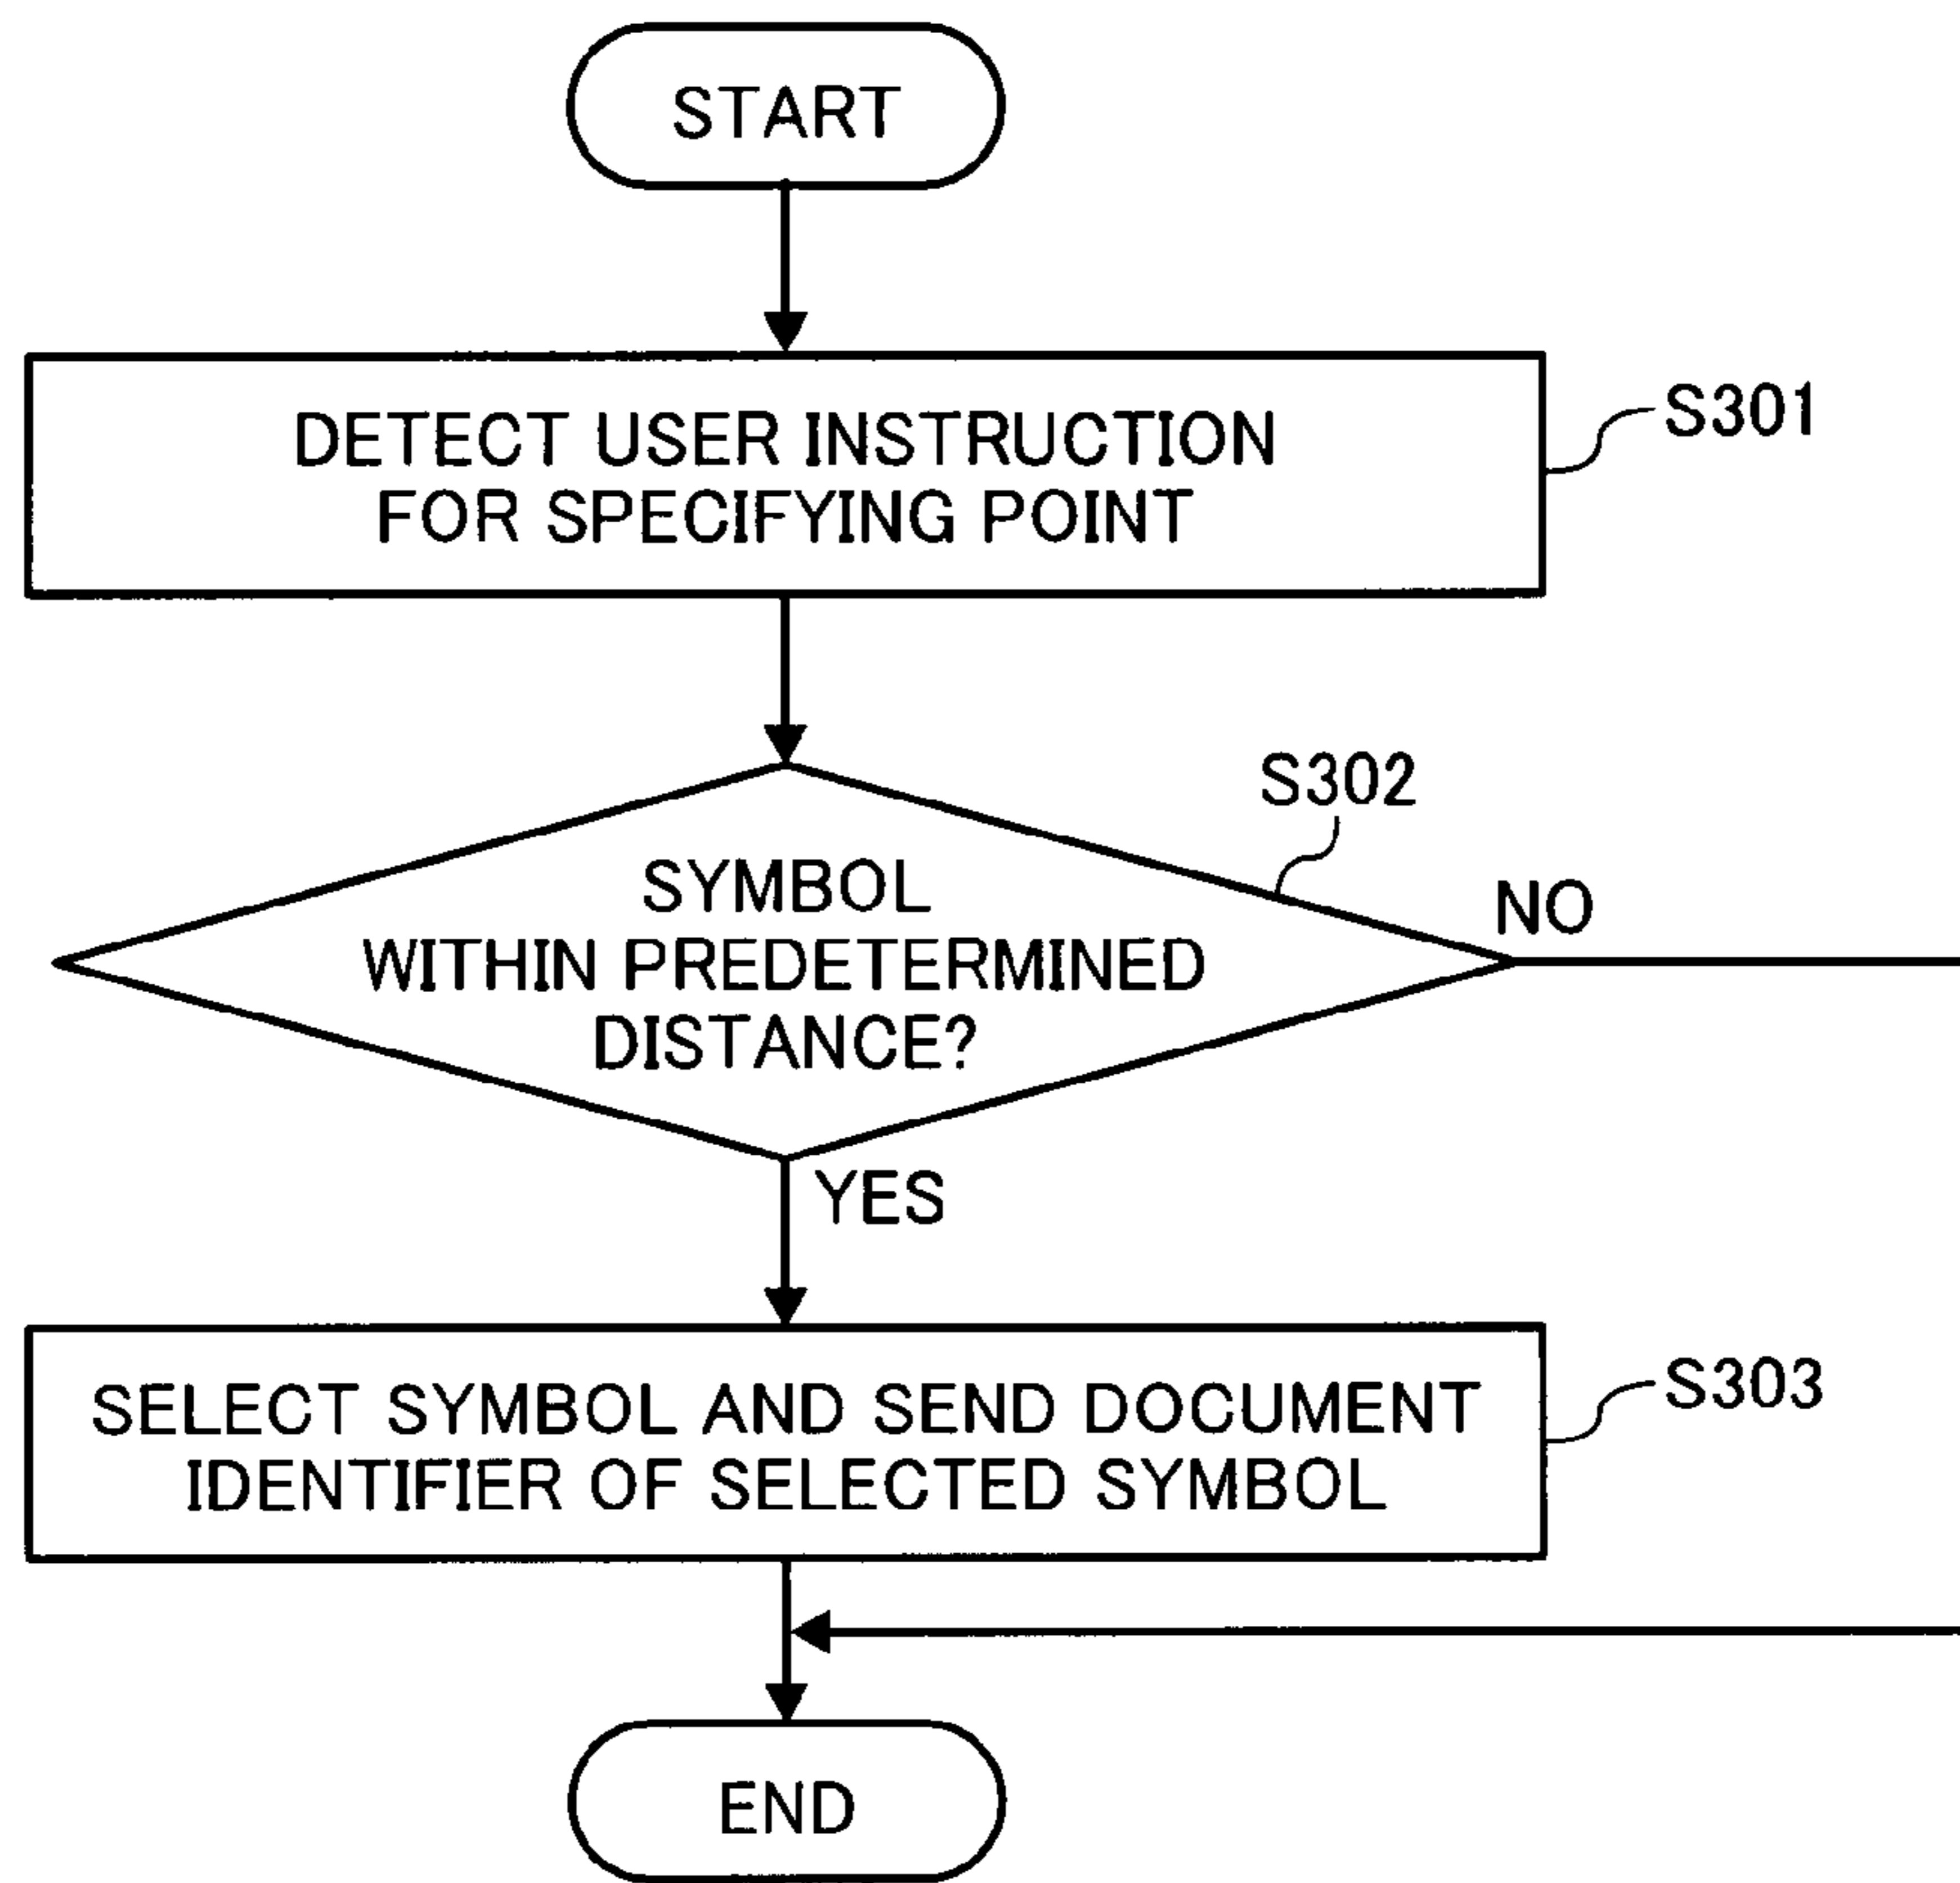 START
DETECT USER INSTRUCTION
FOR SPECIFYING POINT
S301
S302
SYMBOL
WITHIN PREDETERMINED
DISTANCE?
NO
YES
SELECT SYMBOL AND SEND DOCUMENT
IDENTIFIER OF SELECTED SYMBOL
S303
END